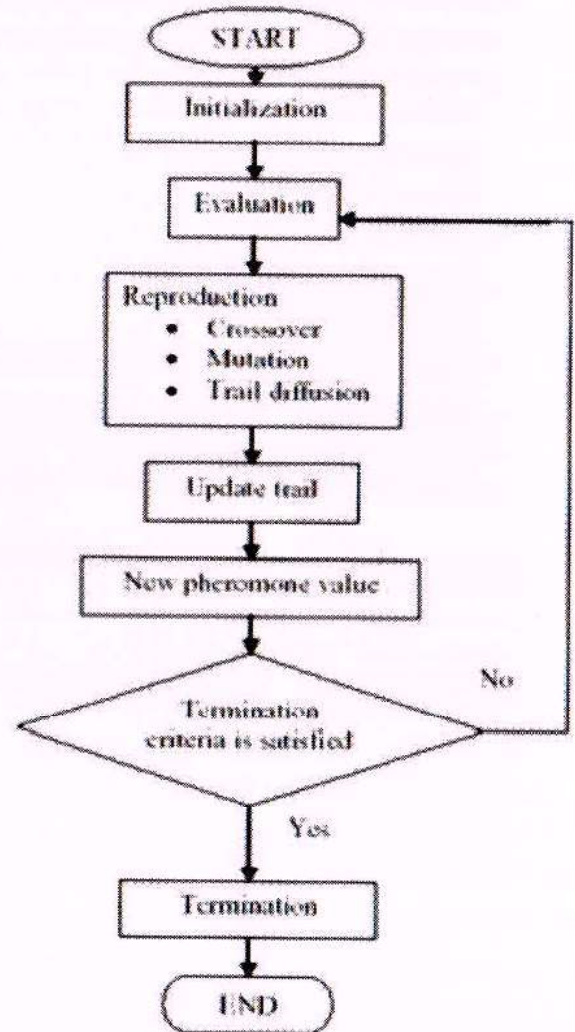 START
Initialization
Evaluation
Reproduction
• Crossover
• Mutation
• Trail diffusion
Update trail
New pheromone value
No
Termination
criteria is satisfied
Yes
Termination
END